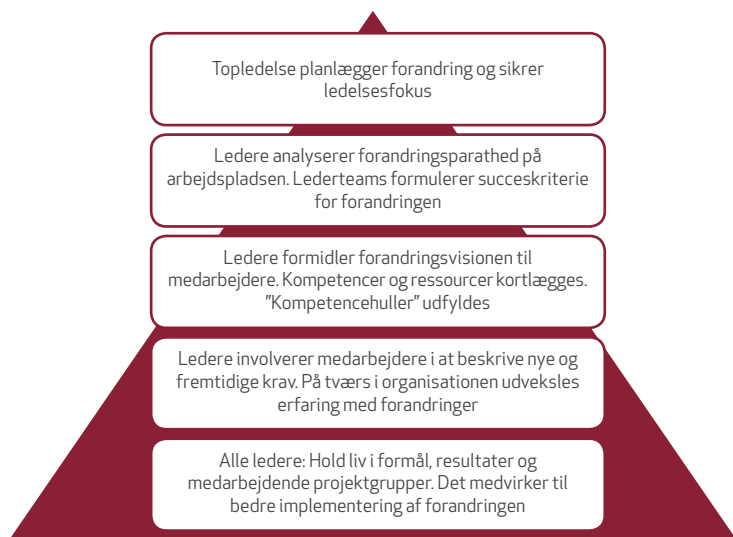 Topledelse planlægger forandring og sikrer
ledelsesfokus
Ledere analyserer forandringsparathed på
arbejdspladsen. Lederteams formulerer succeskriterie
for forandringen
Ledere formidler forandringsvisionen til
medarbejdere. Kompetencer og ressourcer kortlægges.
”Kompetencehuller” udfyldes
Ledere involverer medarbejdere i at beskrive nye og
fremtidige krav. På tværs i organisationen udveksles
erfaring med forandringer
Alle ledere: Hold liv i formål, resultater og
medarbejdende projektgrupper. Det medvirker til
bedre implementering af forandringen